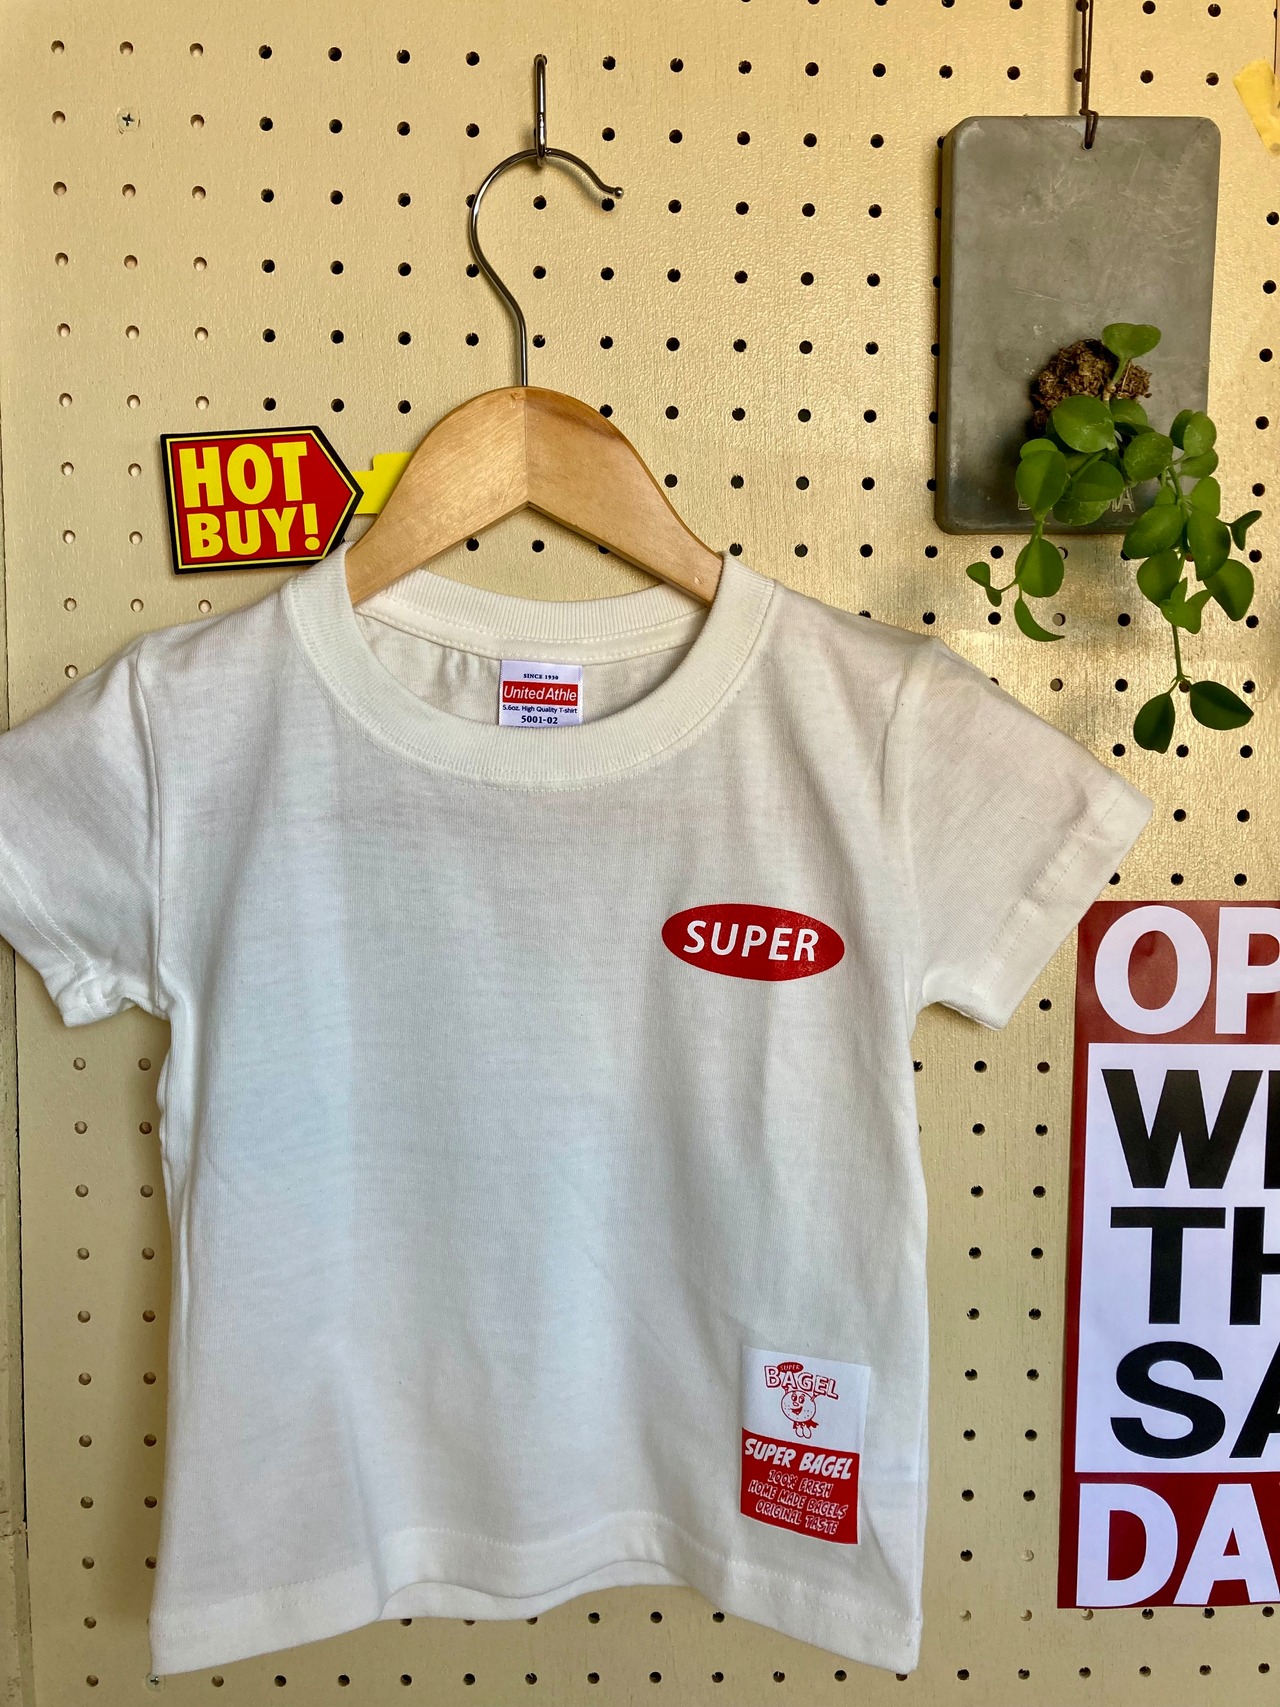 HOT
BUY!
SINCE 1930
United Athle
5.6oz. High Quality T-shirt
5001-02
SUPER
SUPER
BAGEL
SUPER BAGEL
100% FRESH
HOME MADE BAGELS
ORIGINAL TASTE
OP
TH
SA
DA